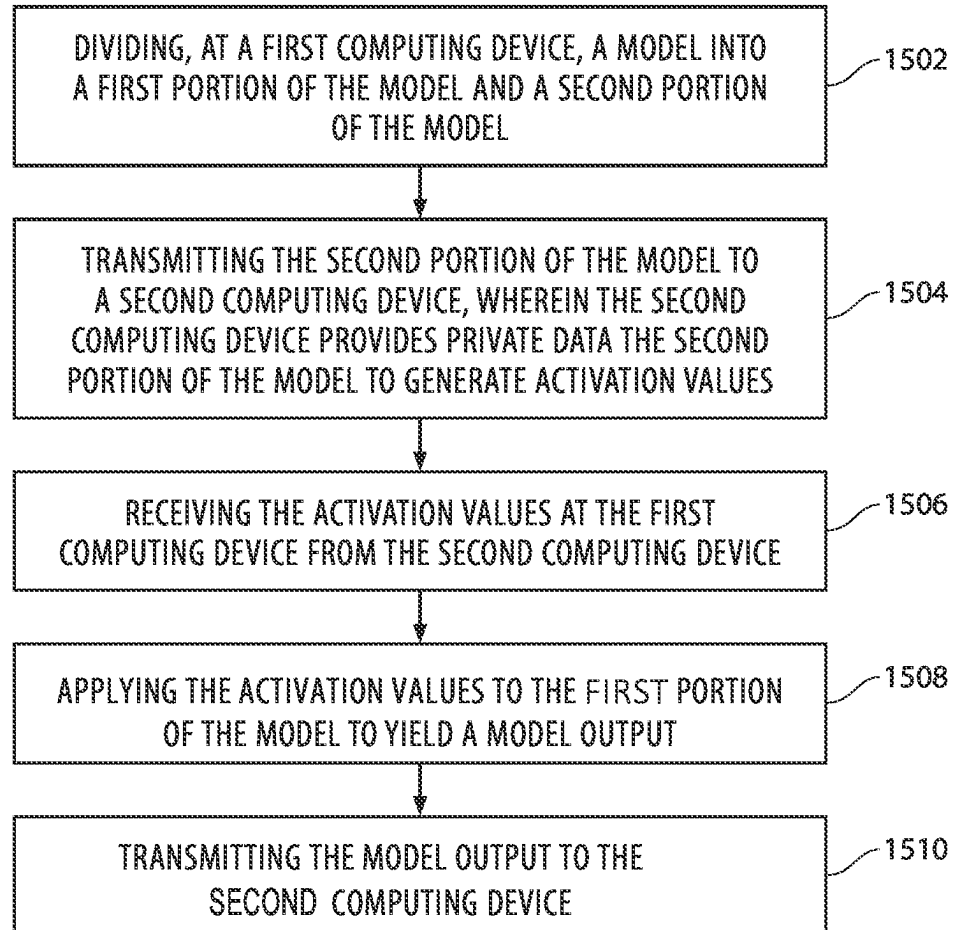 DIVIDING, AT A FIRST COMPUTING DEVICE, A MODEL INTO
A FIRST PORTION OF THE MODEL AND A SECOND PORTION
OF THE MODEL
1502
TRANSMITTING THE SECOND PORTION OF THE MODEL TO
A SECOND COMPUTING DEVICE, WHEREIN THE SECOND
COMPUTING DEVICE PROVIDES PRIVATE DATA THE SECOND
PORTION OF THE MODEL TO GENERATE ACTIVATION VALUES
1504
RECEIVING THE ACTIVATION VALUES AT THE FIRST
COMPUTING DEVICE FROM THE SECOND COMPUTING DEVICE
1506
APPLYING THE ACTIVATION VALUES TO THE FIRST PORTION
OF THE MODEL TO YIELD A MODEL OUTPUT
1508
TRANSMITTING THE MODEL OUTPUT TO THE
SECOND COMPUTING DEVICE
1510